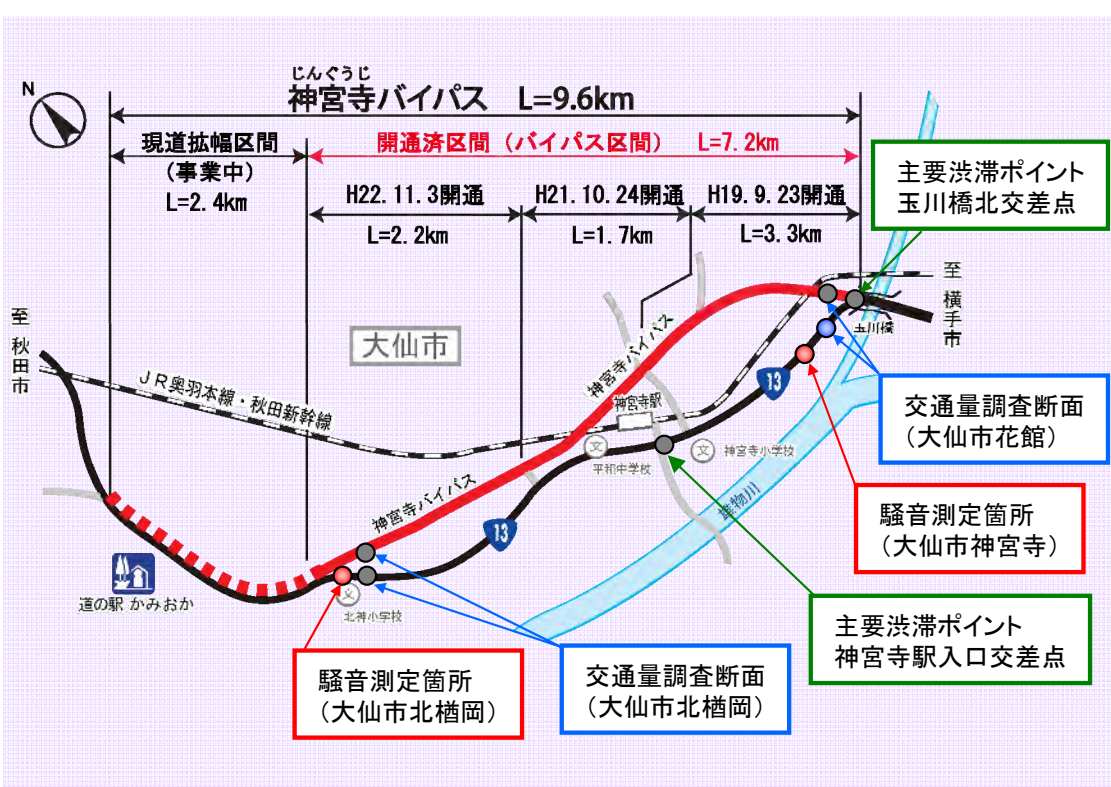 じんぐうじ
神宮寺バイパス L=9.6km
N
現道拡幅区間
(事業中)
L=2.4km
開通済区間(バイパス区間) L=7.2km
H22.11.3開通
L=2.2km
H21.10.24開通
L=1.7km
H19.9.23開通
L=3.3km
主要渋滞ポイント
玉川橋北交差点
至 秋田市
大仙市
JR奥羽本線・秋田新幹線
神宮寺バイパス
至 横手市
玉川橋
13
神宮寺駅
文
平和中学校
文
神宮寺小学校
交通量調査断面
(大仙市花館)
神宮寺バイパス
13
雄物川
騒音測定箇所
(大仙市神宮寺)
道の駅 かみおか
文
北神小学校
主要渋滞ポイント
神宮寺駅入口交差点
騒音測定箇所
(大仙市北楢岡)
交通量調査断面
(大仙市北楢岡)